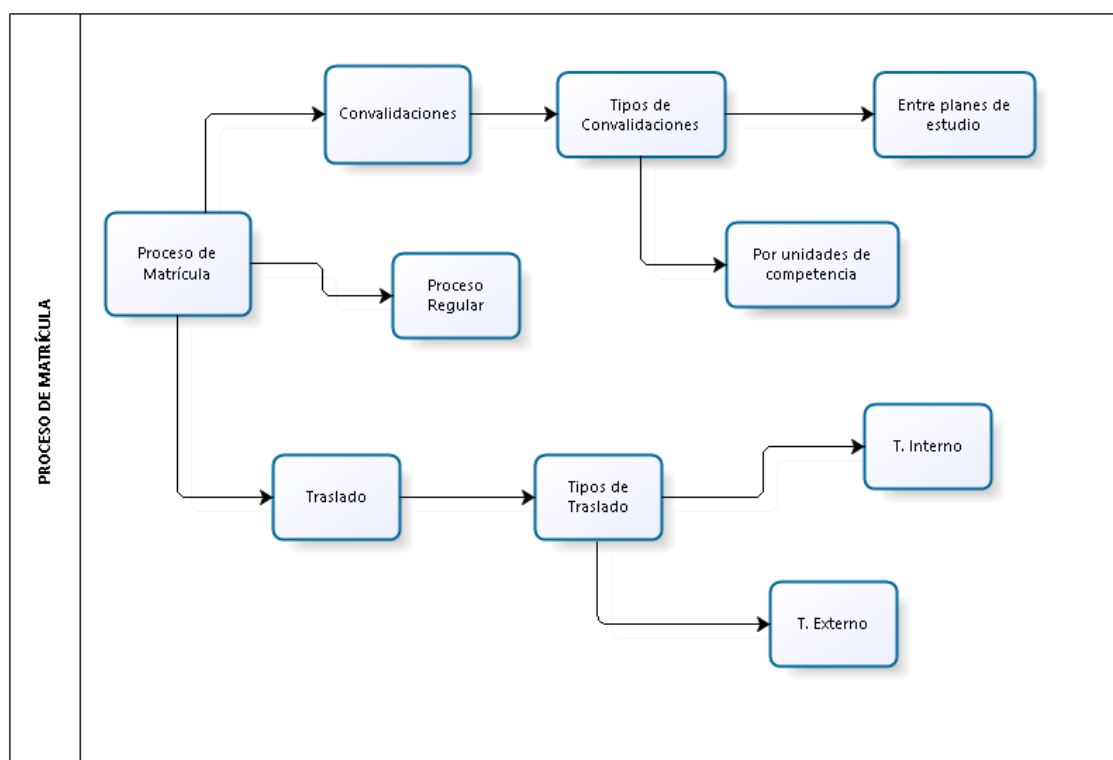 PROCESO DE MATRÍCULA
Convalidaciones
Tipos de
Convalidaciones
Entre planes de
estudio
Por unidades de
competencia
Proceso de
Matrícula
Proceso
Regular
Traslado
Tipos de
Traslado
T. Interno
T. Externo